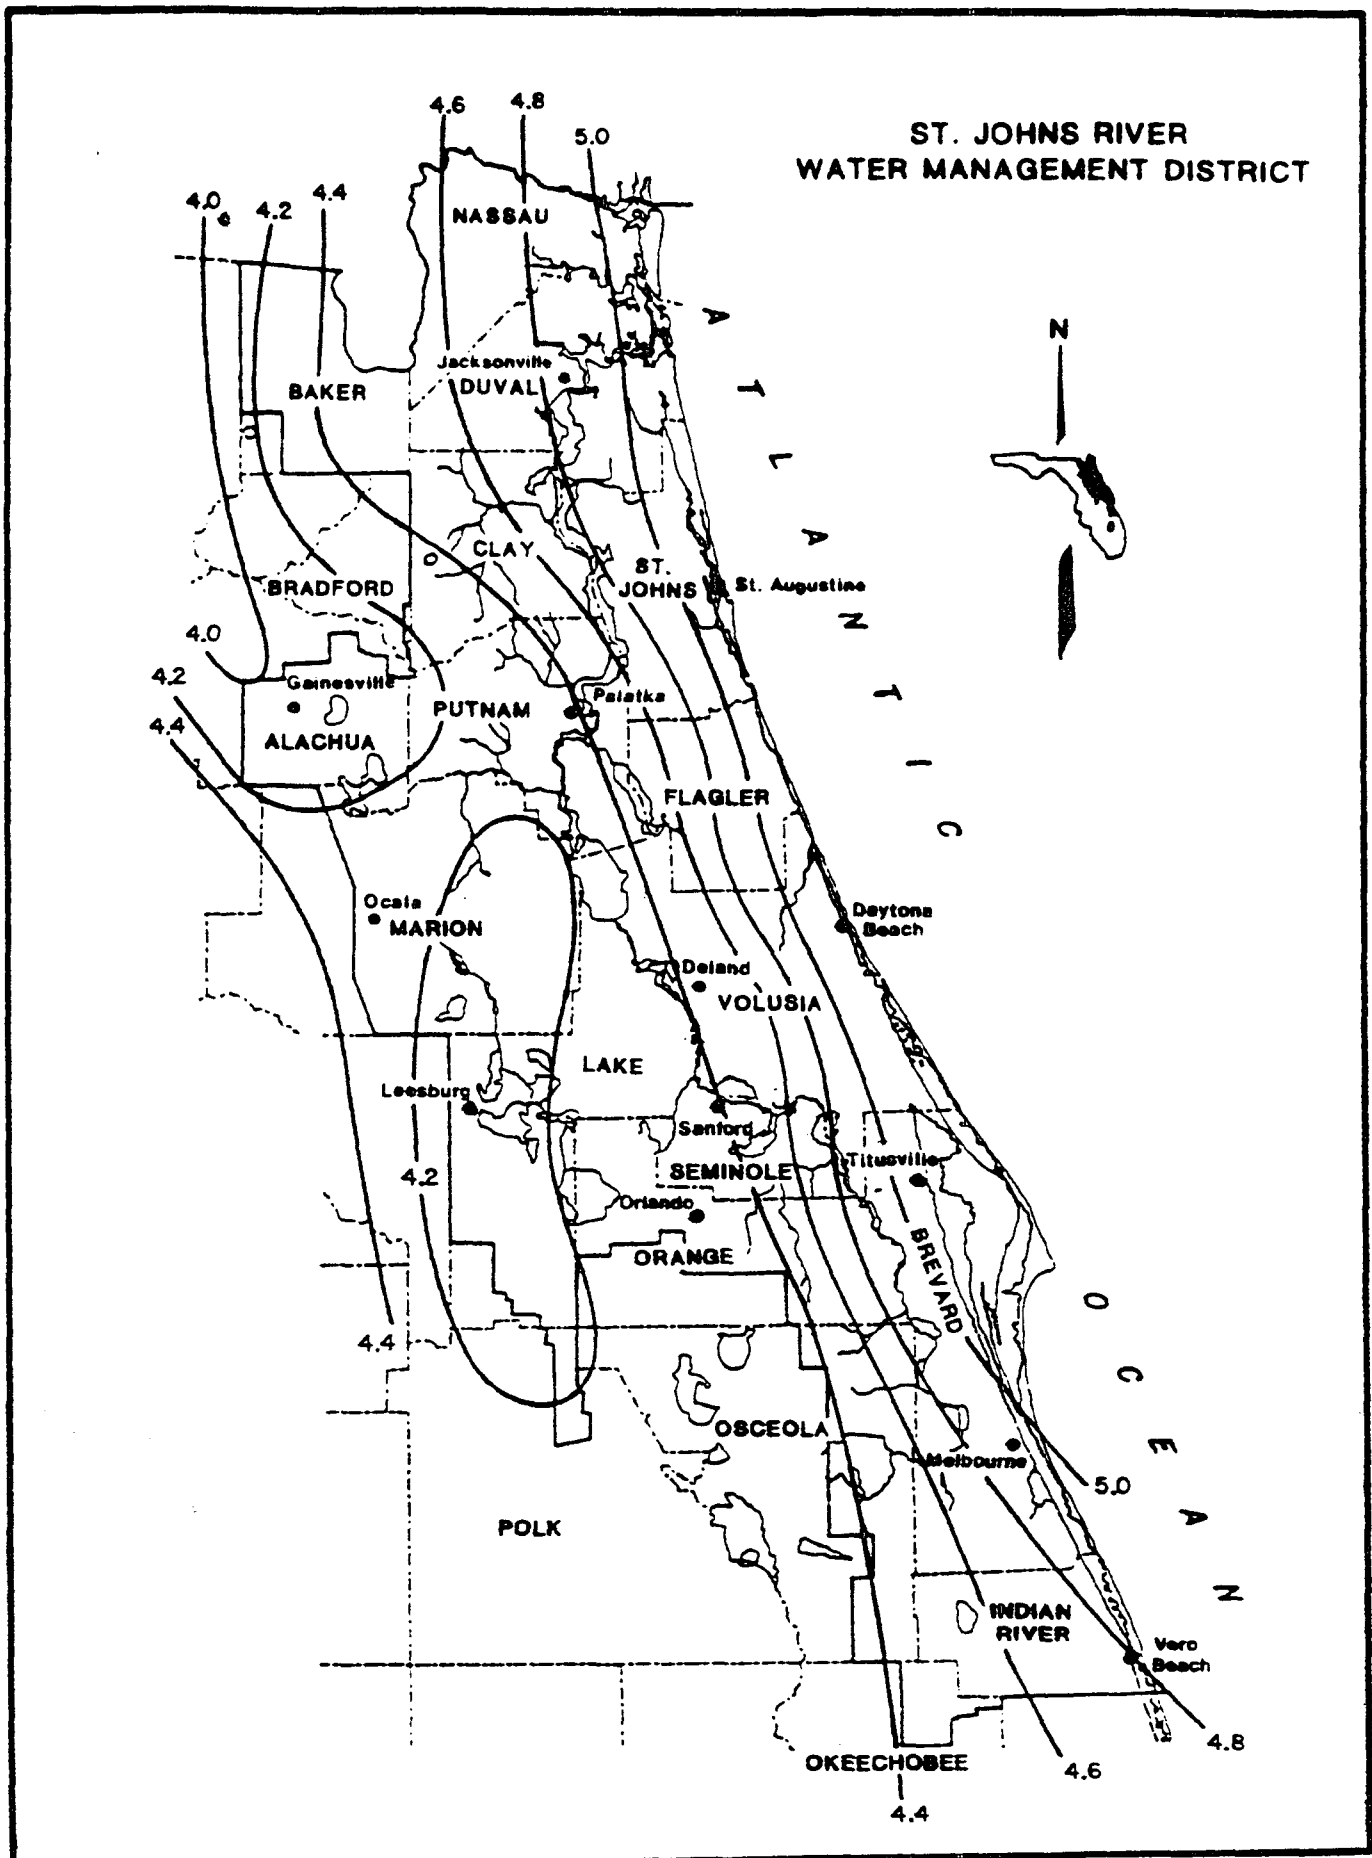 4.6
4.8
5.0
ST. JOHNS RIVER
WATER MANAGEMENT DISTRICT
4.0
4.2
4.4
NASSAU
ATLANTIC
N
Jacksonville
DUVAL
BAKER
CLAY
ST.
JOHNS
St. Augustine
BRADFORD
4.0
4.2
4.4
Gainesville
ALACHUA
PUTNAM
Palatka
FLAGLER
Ocala
MARION
Daytona
Beach
Deland
VOLUSIA
LAKE
Leesburg
Sanford
SEMINOLE
Titusville
4.2
Orlando
ORANGE
BREVARD
OCEAN
4.4
OSCEOLA
Melbourne
5.0
POLK
INDIAN
RIVER
Vero
Beach
4.8
OKEECHOBEE
4.6
4.4